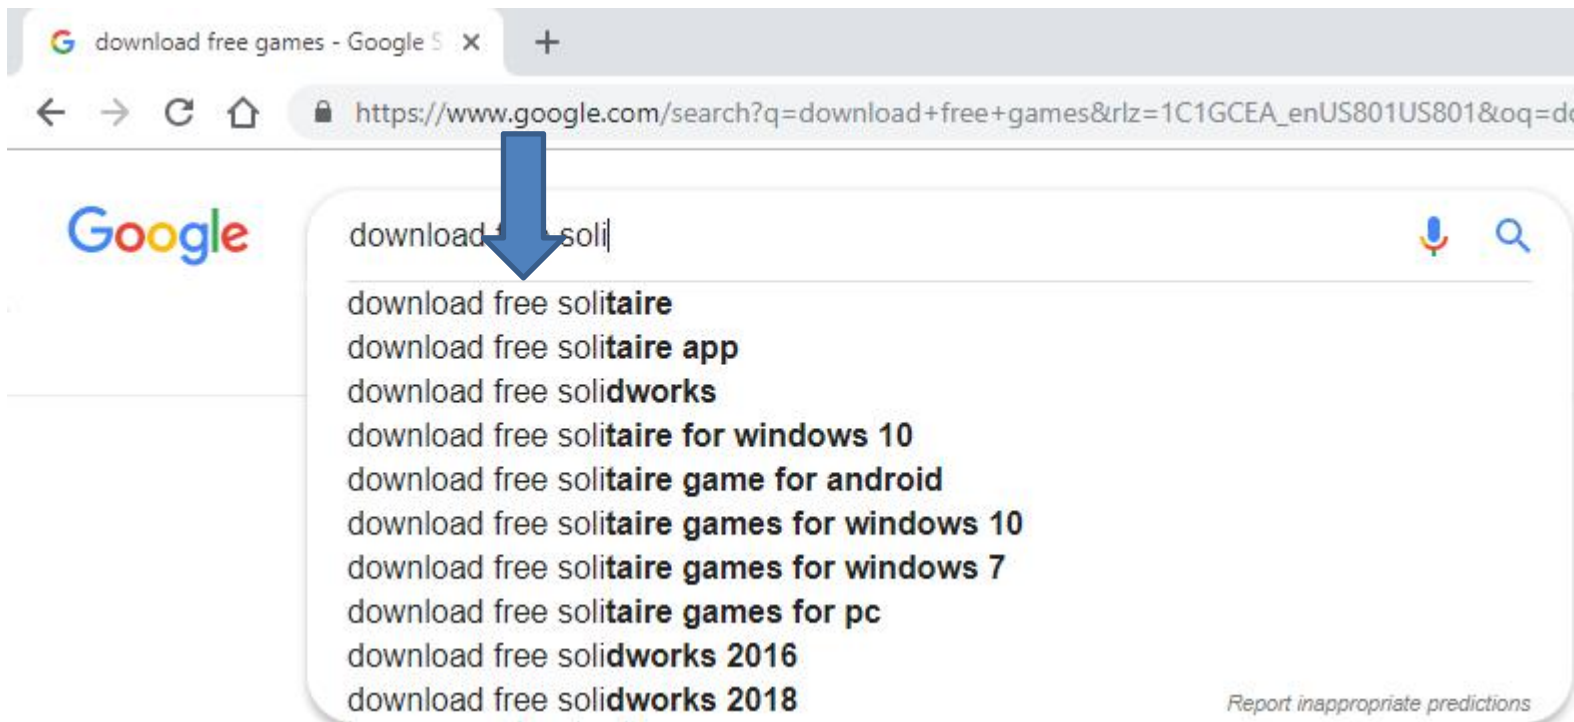 download free games - Google S
https://www.google.com/search?q=download+free+games&rlz=1C1GCEA_enUS801US801&oq=do
Google
download soli
download free solitaire
download free solitaire app
download free solidworks
download free solitaire for windows 10
download free solitaire game for android
download free solitaire games for windows 10
download free solitaire games for windows 7
download free solitaire games for pc
download free solidworks 2016
download free solidworks 2018
Report inappropriate predictions